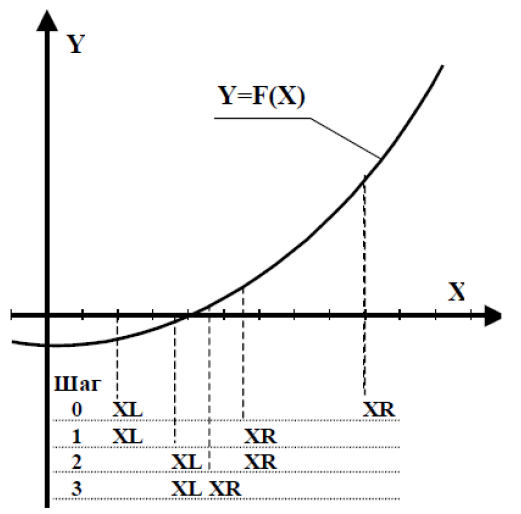 Y
Y=F(X)
X
Шаг
0 XL XR
1 XL XR
2 XL XR
3 XL XR